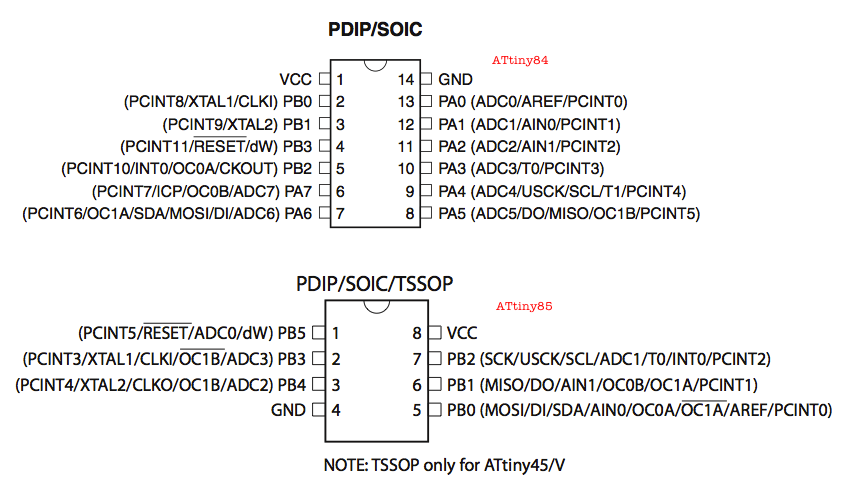 PDIP/SOIC
ATtiny84
VCC 1 14 GND
(PCINT8/XTAL1/CLKI) PB0 2 13 PA0 (ADC0/AREF/PCINT0)
(PCINT9/XTAL2) PB1 3 12 PA1 (ADC1/AIN0/PCINT1)
(PCINT11/RESET/dW) PB3 4 11 PA2 (ADC2/AIN1/PCINT2)
(PCINT10/INT0/OC0A/CKOUT) PB2 5 10 PA3 (ADC3/T0/PCINT3)
(PCINT7/ICP/OC0B/ADC7) PA7 6 9 PA4 (ADC4/USCK/SCL/T1/PCINT4)
(PCINT6/OC1A/SDA/MOSI/DI/ADC6) PA6 7 8 PA5 (ADC5/DO/MISO/OC1B/PCINT5)
PDIP/SOIC/TSSOP
ATtiny85
(PCINT5/RESET/ADC0/dW) PB5 1 8 VCC
(PCINT3/XTAL1/CLKI/OC1B/ADC3) PB3 2 7 PB2 (SCK/USCK/SCL/ADC1/T0/INT0/PCINT2)
(PCINT4/XTAL2/CLKO/OC1B/ADC2) PB4 3 6 PB1 (MISO/DO/AIN1/OC0B/OC1A/PCINT1)
GND 4 5 PB0 (MOSI/DI/SDA/AIN0/OC0A/OC1A/AREF/PCINT0)
NOTE: TSSOP only for ATtiny45/V